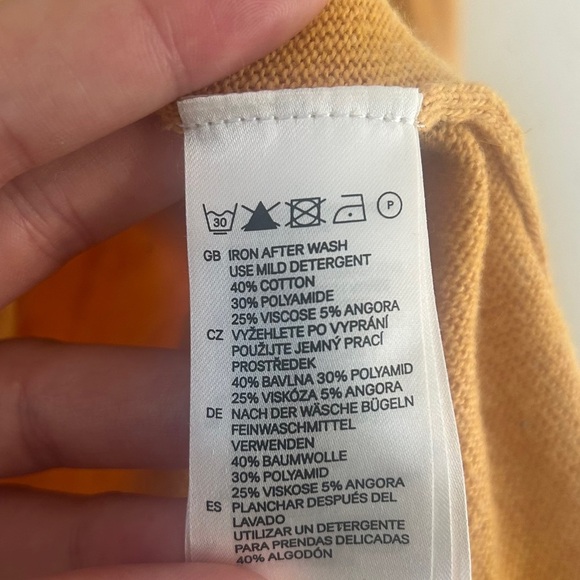 30 P
GB IRON AFTER WASH
USE MILD DETERGENT
40% COTTON
30% POLYAMIDE
25% VISCOSE 5% ANGORA
CZ VYŽEHLETE PO VYPRÁNÍ
POUŽIJTE JEMNÝ PRACÍ
PROSTŘEDEK
40% BAVLNA 30% POLYAMID
25% VISKÓZA 5% ANGORA
DE NACH DER WÄSCHE BÜGELN
FEINWASCHMITTEL
VERWENDEN
40% BAUMWOLLE
30% POLYAMID
25% VISKOSE 5% ANGORA
ES PLANCHAR DESPUÉS DEL
LAVADO
UTILIZAR UN DETERGENTE
PARA PRENDAS DELICADAS
40% ALGODÓN